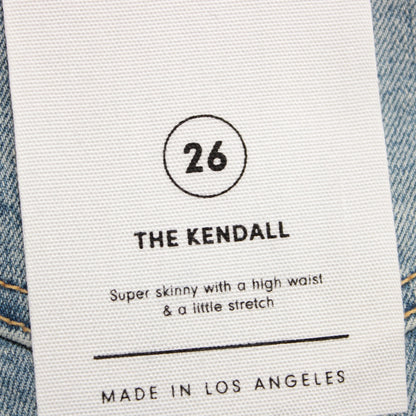 26
THE KENDALL
Super skinny with a high waist
& a little stretch
MADE IN LOS ANGELES